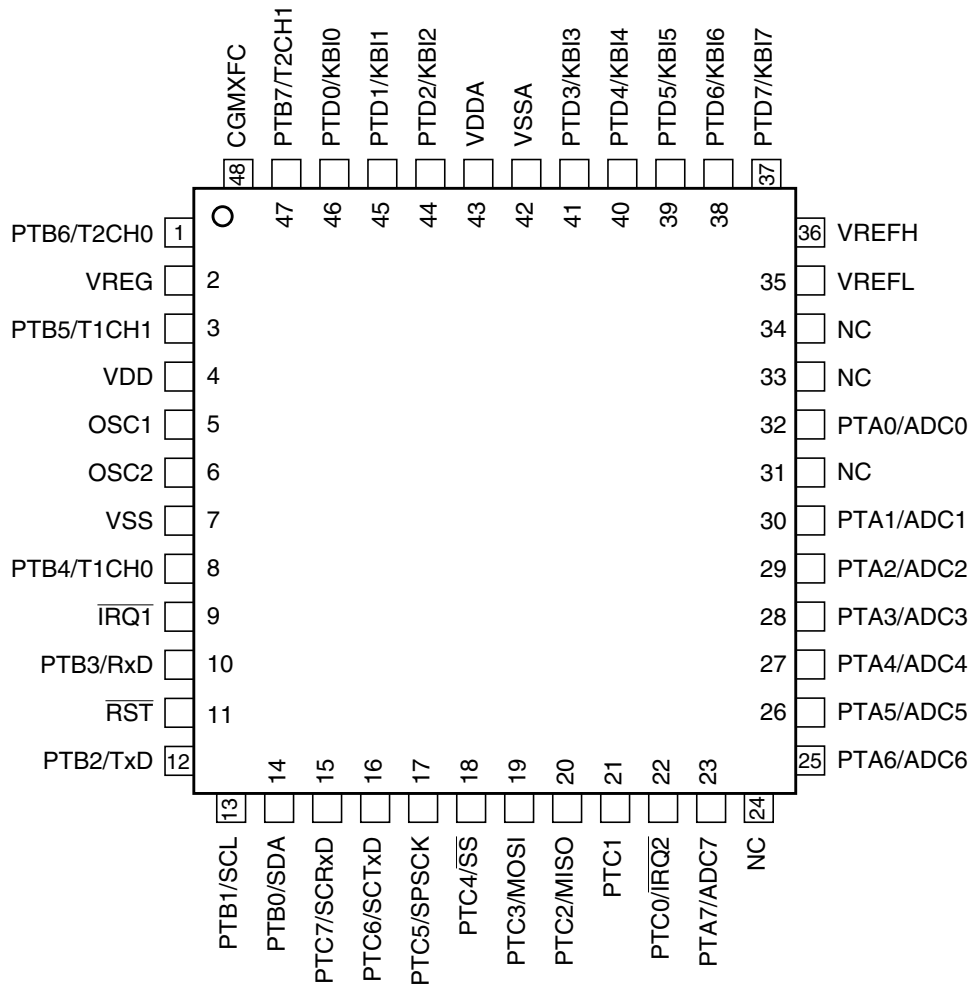 CGMXFC
PTB7/T2CH1
PTD0/KBI0
PTD1/KBI1
PTD2/KBI2
VDDA
VSSA
PTD3/KBI3
PTD4/KBI4
PTD5/KBI5
PTD6/KBI6
PTD7/KBI7
48
47
46
45
44
43
42
41
40
39
38
37
PTB6/T2CH0 1
VREG 2
PTB5/T1CH1 3
VDD 4
OSC1 5
OSC2 6
VSS 7
PTB4/T1CH0 8
IRQ1 9
PTB3/RxD 10
RST 11
PTB2/TxD 12
36 VREFH
35 VREFL
34 NC
33 NC
32 PTA0/ADC0
31 NC
30 PTA1/ADC1
29 PTA2/ADC2
28 PTA3/ADC3
27 PTA4/ADC4
26 PTA5/ADC5
25 PTA6/ADC6
13
14
15
16
17
18
19
20
21
22
23
24
PTB1/SCL
PTB0/SDA
PTC7/SCRxD
PTC6/SCTxD
PTC5/SPSCK
PTC4/SS
PTC3/MOSI
PTC2/MISO
PTC1
PTC0/IRQ2
PTA7/ADC7
NC